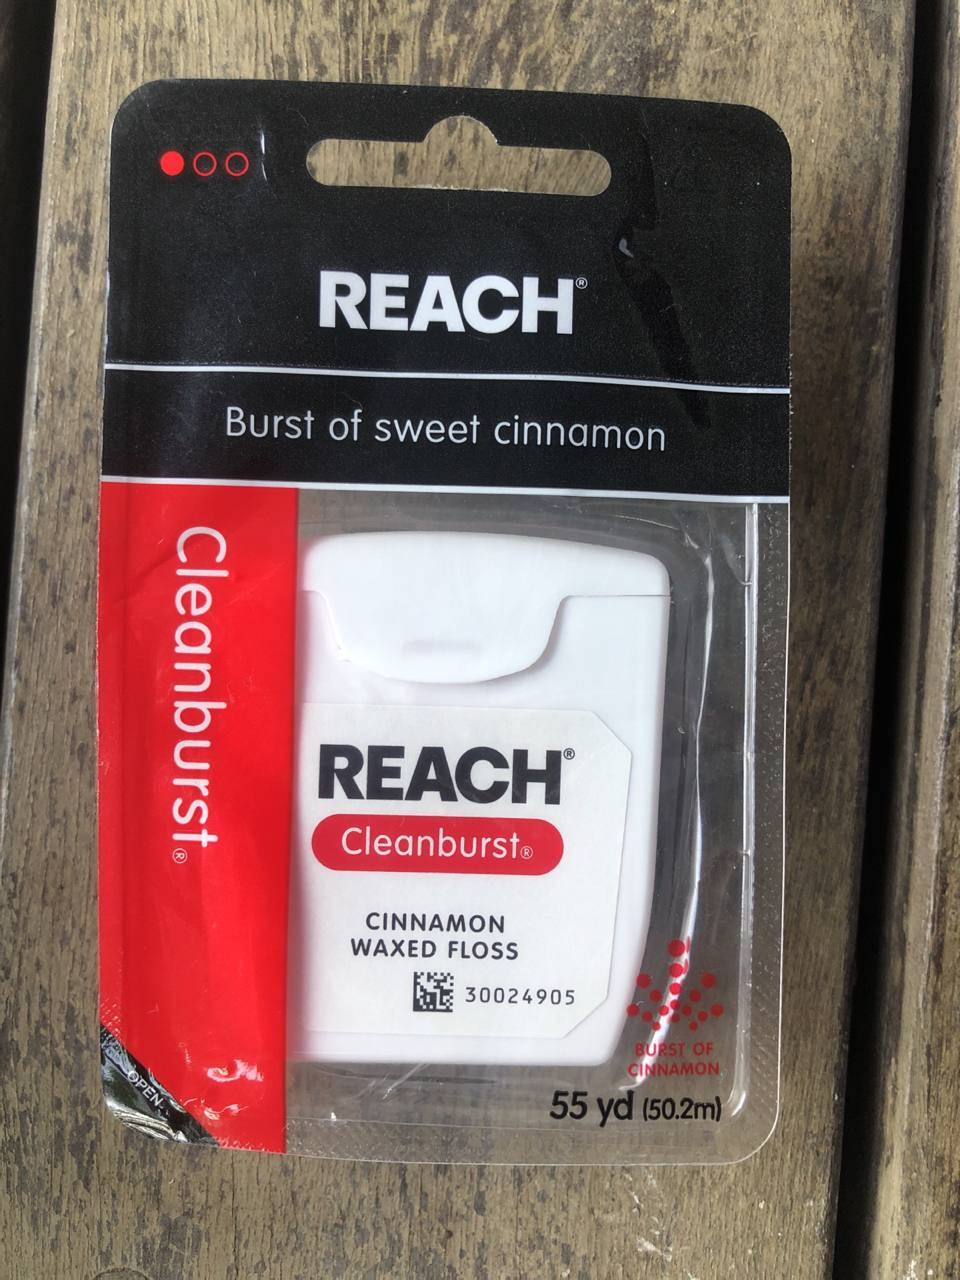 REACH®
Burst of sweet cinnamon
Cleanburst®
REACH®
Cleanburst®
CINNAMON
WAXED FLOSS
30024905
BURST OF
CINNAMON
55 yd (50.2m)
OPEN